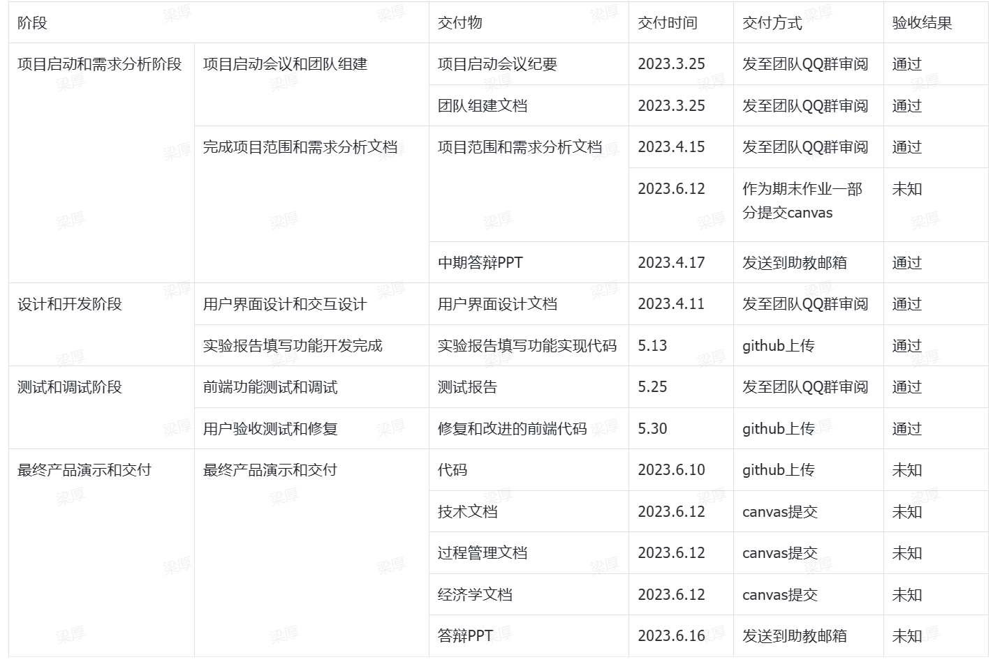 阶段 交付物 交付时间 交付方式 验收结果
项目启动和需求分析阶段 项目启动会议和团队组建 项目启动会议纪要 2023.3.25 发至团队QQ群审阅 通过
团队组建文档 2023.3.25 发至团队QQ群审阅 通过
完成项目范围和需求分析文档 项目范围和需求分析文档 2023.4.15 发至团队QQ群审阅 通过
2023.6.12 作为期末作业一部 未知
分提交canvas
中期答辩PPT 2023.4.17 发送到助教邮箱 通过
设计和开发阶段 用户界面设计和交互设计 用户界面设计文档 2023.4.11 发至团队QQ群审阅 通过
实验报告填写功能开发完成 实验报告填写功能实现代码 5.13 github上传 通过
测试和调试阶段 前端功能测试和调试 测试报告 5.25 发至团队QQ群审阅 通过
用户验收测试和修复 修复和改进的前端代码 5.30 github上传 通过
最终产品演示和交付 最终产品演示和交付 代码 2023.6.10 github上传 未知
技术文档 2023.6.12 canvas提交 未知
过程管理文档 2023.6.12 canvas提交 未知
经济学文档 2023.6.12 canvas提交 未知
答辩PPT 2023.6.16 发送到助教邮箱 未知
梁厚